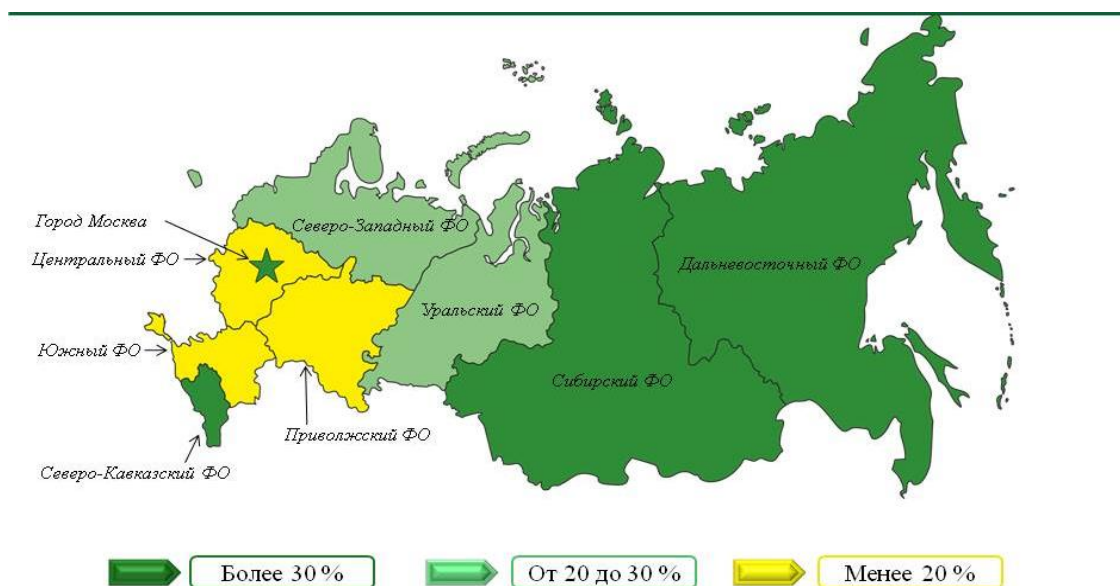 Город Москва
Северо-Западный ФО
Центральный ФО
Дальневосточный ФО
Уральский ФО
Южный ФО
Сибирский ФО
Приволжский ФО
Северо-Кавказский ФО
Более 30 %
От 20 до 30 %
Менее 20 %